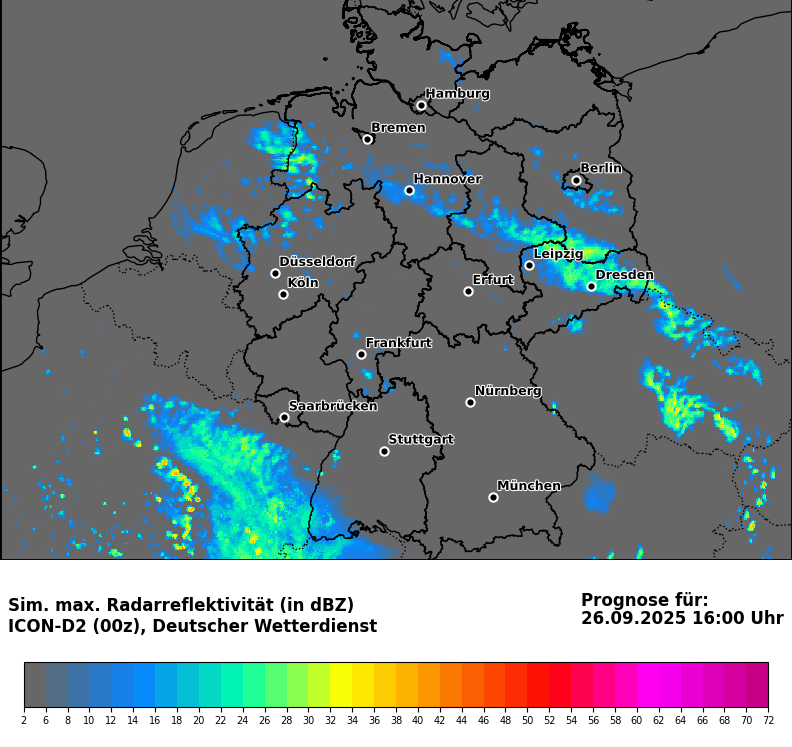 Hamburg
Bremen
Berlin
Hannover
Leipzig
Düsseldorf
Dresden
Köln
Erfurt
Frankfurt
Nürnberg
Saarbrücken
Stuttgart
München
Sim. max. Radarreflektivität (in dBZ)
ICON-D2 (00z), Deutscher Wetterdienst
Prognose für:
26.09.2025 16:00 Uhr
2 6 8 10 12 14 16 18 20 22 24 26 28 30 32 34 36 38 40 42 44 46 48 50 52 54 56 58 60 62 64 66 68 70 72